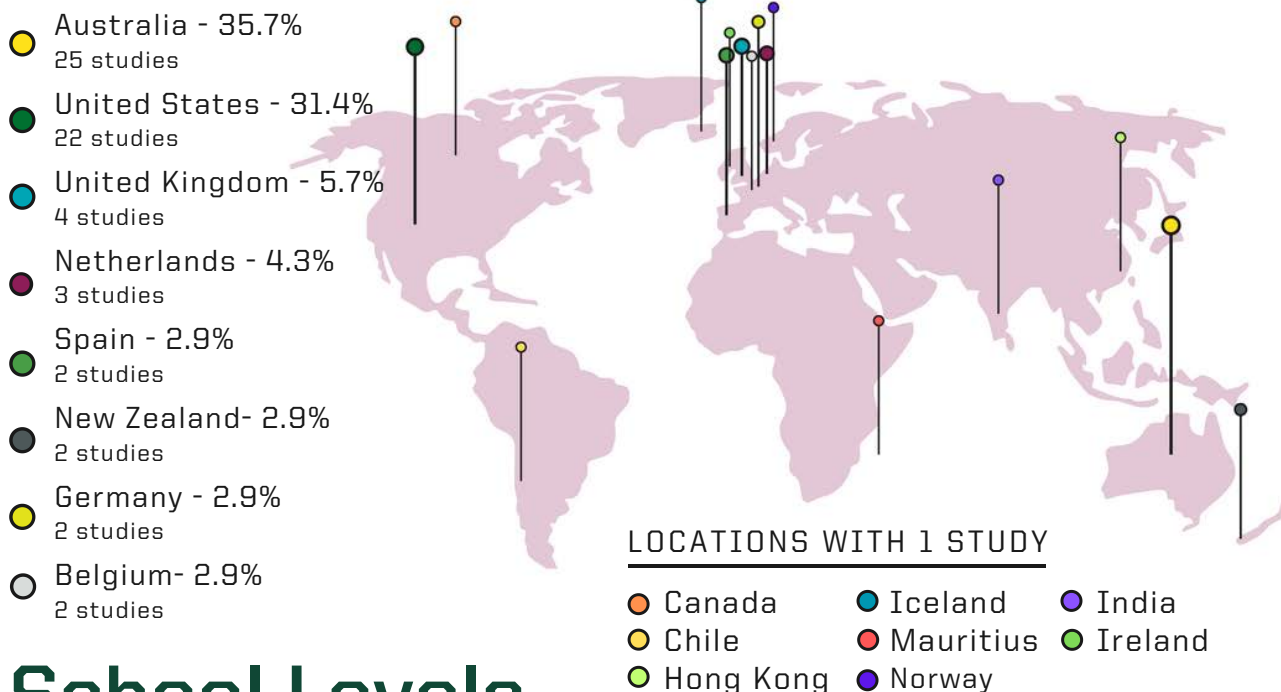 Australia - 35.7%
25 studies
United States - 31.4%
22 studies
United Kingdom - 5.7%
4 studies
Netherlands - 4.3%
3 studies
Spain - 2.9%
2 studies
New Zealand- 2.9%
2 studies
Germany - 2.9%
2 studies
Belgium- 2.9%
2 studies
LOCATIONS WITH 1 STUDY
Canada
Iceland
India
Chile
Mauritius
Ireland
Hong Kong
Norway
School Levels